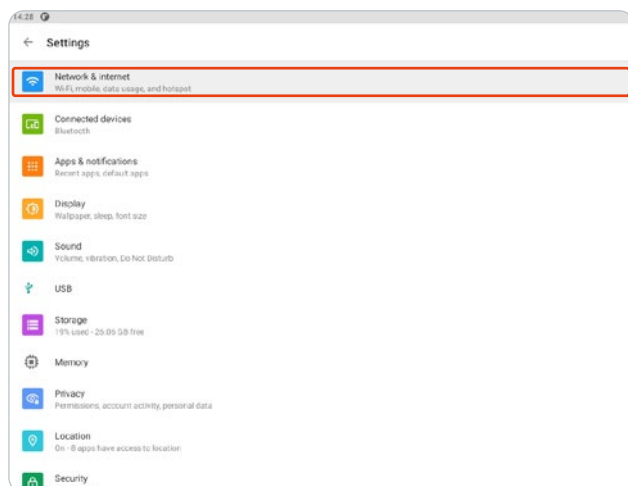 14:28
Settings
Network & internet
Wi-Fi, mobile, data usage, and hotspot
Connected devices
Bluetooth
Apps & notifications
Recent apps, default apps
Display
Wallpaper, sleep, font size
Sound
Volume, vibration, Do Not Disturb
USB
Storage
19% used - 26.06 GB free
Memory
Privacy
Permissions, account activity, personal data
Location
On - 8 apps have access to location
Security